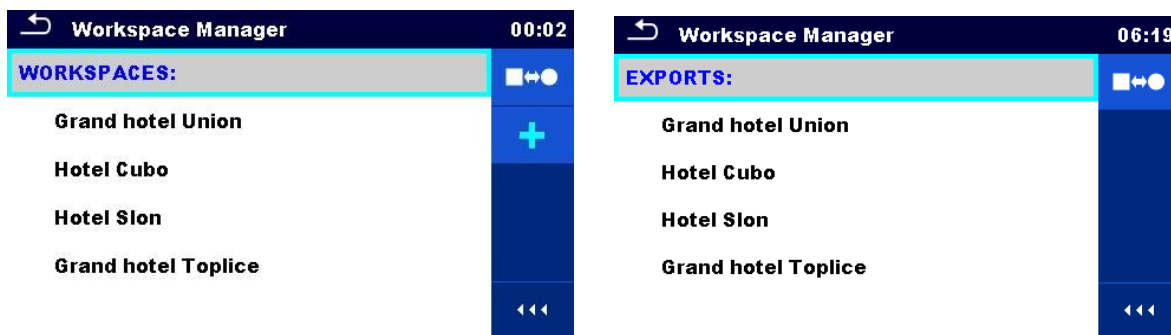 Workspace Manager 00:02
WORKSPACES:
Grand hotel Union
Hotel Cubo
Hotel Slon
Grand hotel Toplice
Workspace Manager 06:19
EXPORTS:
Grand hotel Union
Hotel Cubo
Hotel Slon
Grand hotel Toplice